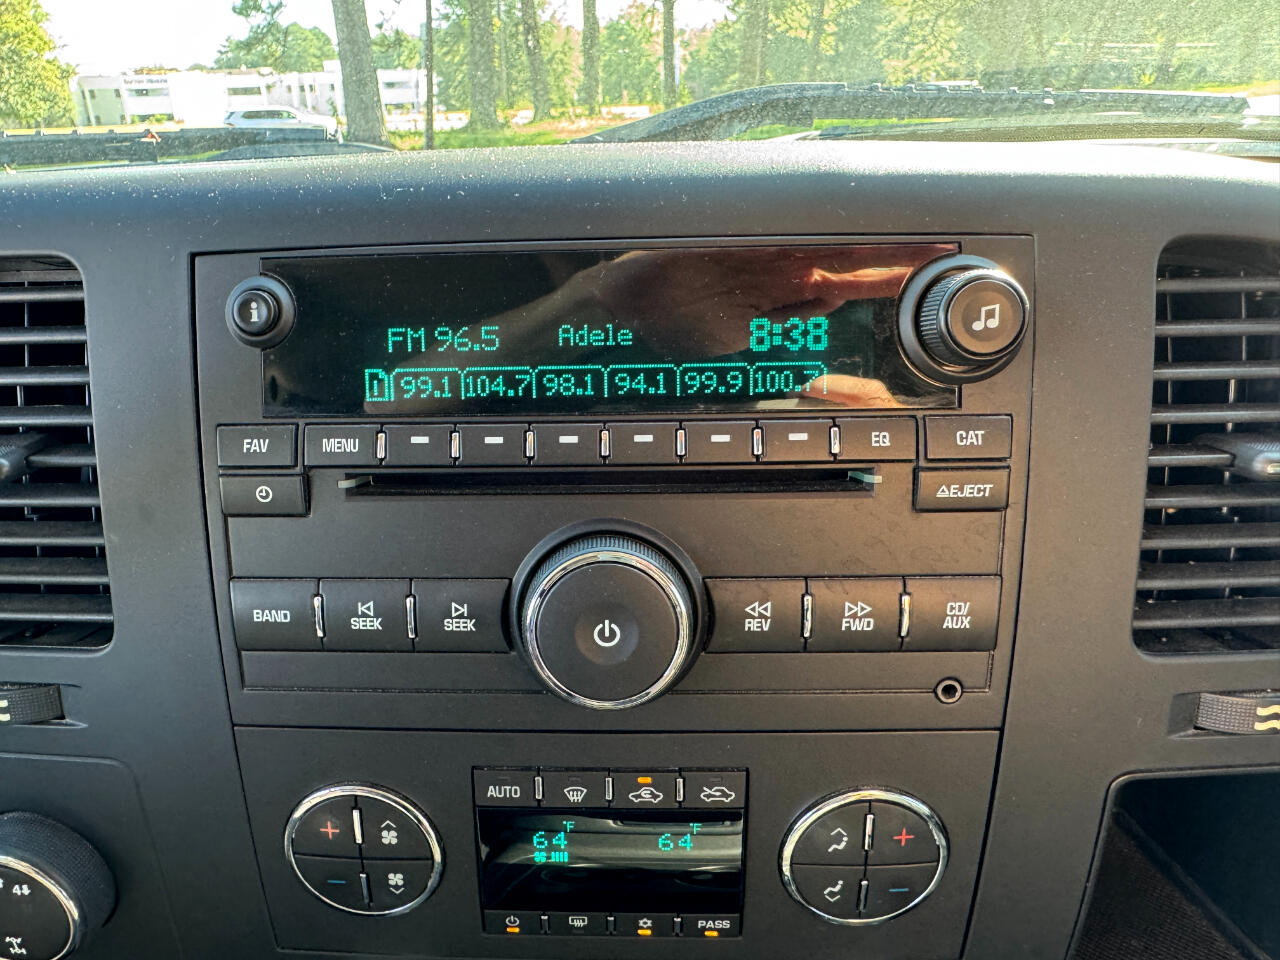 FM 96.5 Adele 8:38
99.1 104.7 98.1 94.1 99.9 100.7
FAV MENU EQ CAT
EJECT
BAND SEEK SEEK REV FWD CD/AUX
AUTO
64°F 64°F
PASS
4